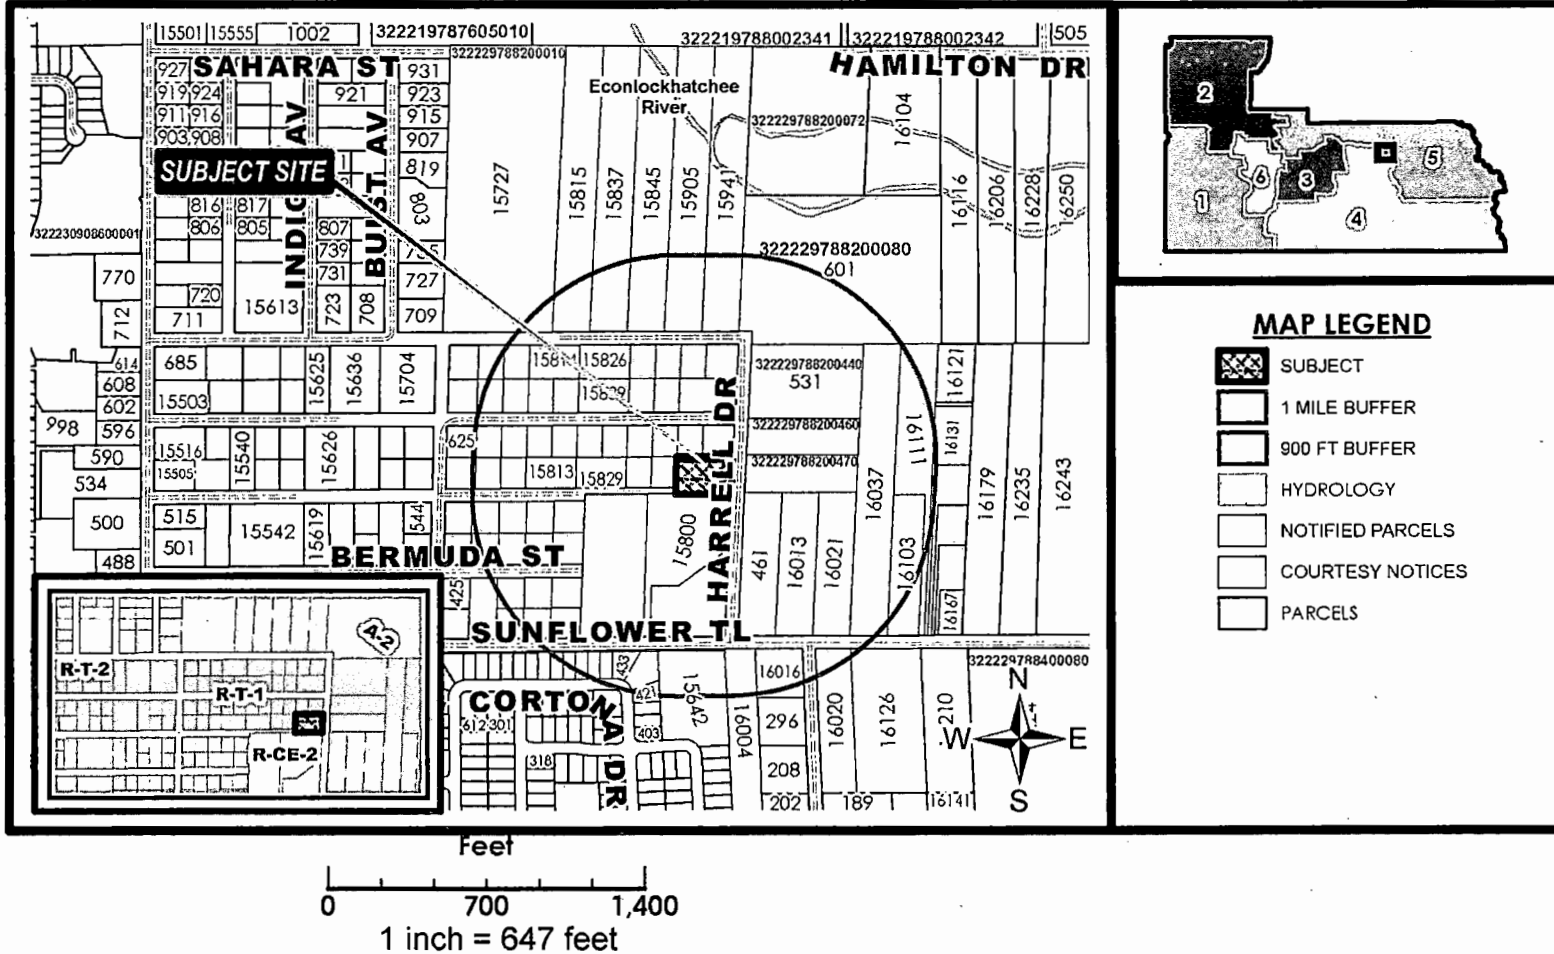 15501 15555 1002 322219787605010 322219788002341 322219788002342 505
322229788200010
SAHARA ST
HAMILTON DR
927 931
919 924 921 923
911 916 915
903 908 907
819
INDIGO AV
BUIST AV
Econlockhatchee
River
322229788200072
16104
SUBJECT SITE
816 817
806 805 807
803
739
731 727
720
711 15613 723 708 709
322230908600001
770
712
15727 15815 15837 15845 15905 15941 16116 16206 16228 16250
322229788200080
601
614
608
602
998 596
590
534
500
488
685 15625 15636 15704
15503
15826
322229788200440
531
16121
322229788200460
16111 16131
15516 15540 15626 625
15505
15813 15829
322229788200470
HARRELL DR
16037 16179 16235 16243
515 15542 15619 544
501
15800
461 16013 16021 16103
16167
BERMUDA ST
425
SUNFLOWER TL
433
16016
322229788400080
CORTONA DR
421
15642
612 301
403
318
16004
296
208
202
16020 16126
189
16141
N
W E
S
R-T-2
R-T-1
A-2
R-CE-2
2
1
6
3
5
4
MAP LEGEND
SUBJECT
1 MILE BUFFER
900 FT BUFFER
HYDROLOGY
NOTIFIED PARCELS
COURTESY NOTICES
PARCELS
Feet
0 700 1,400
1 inch = 647 feet